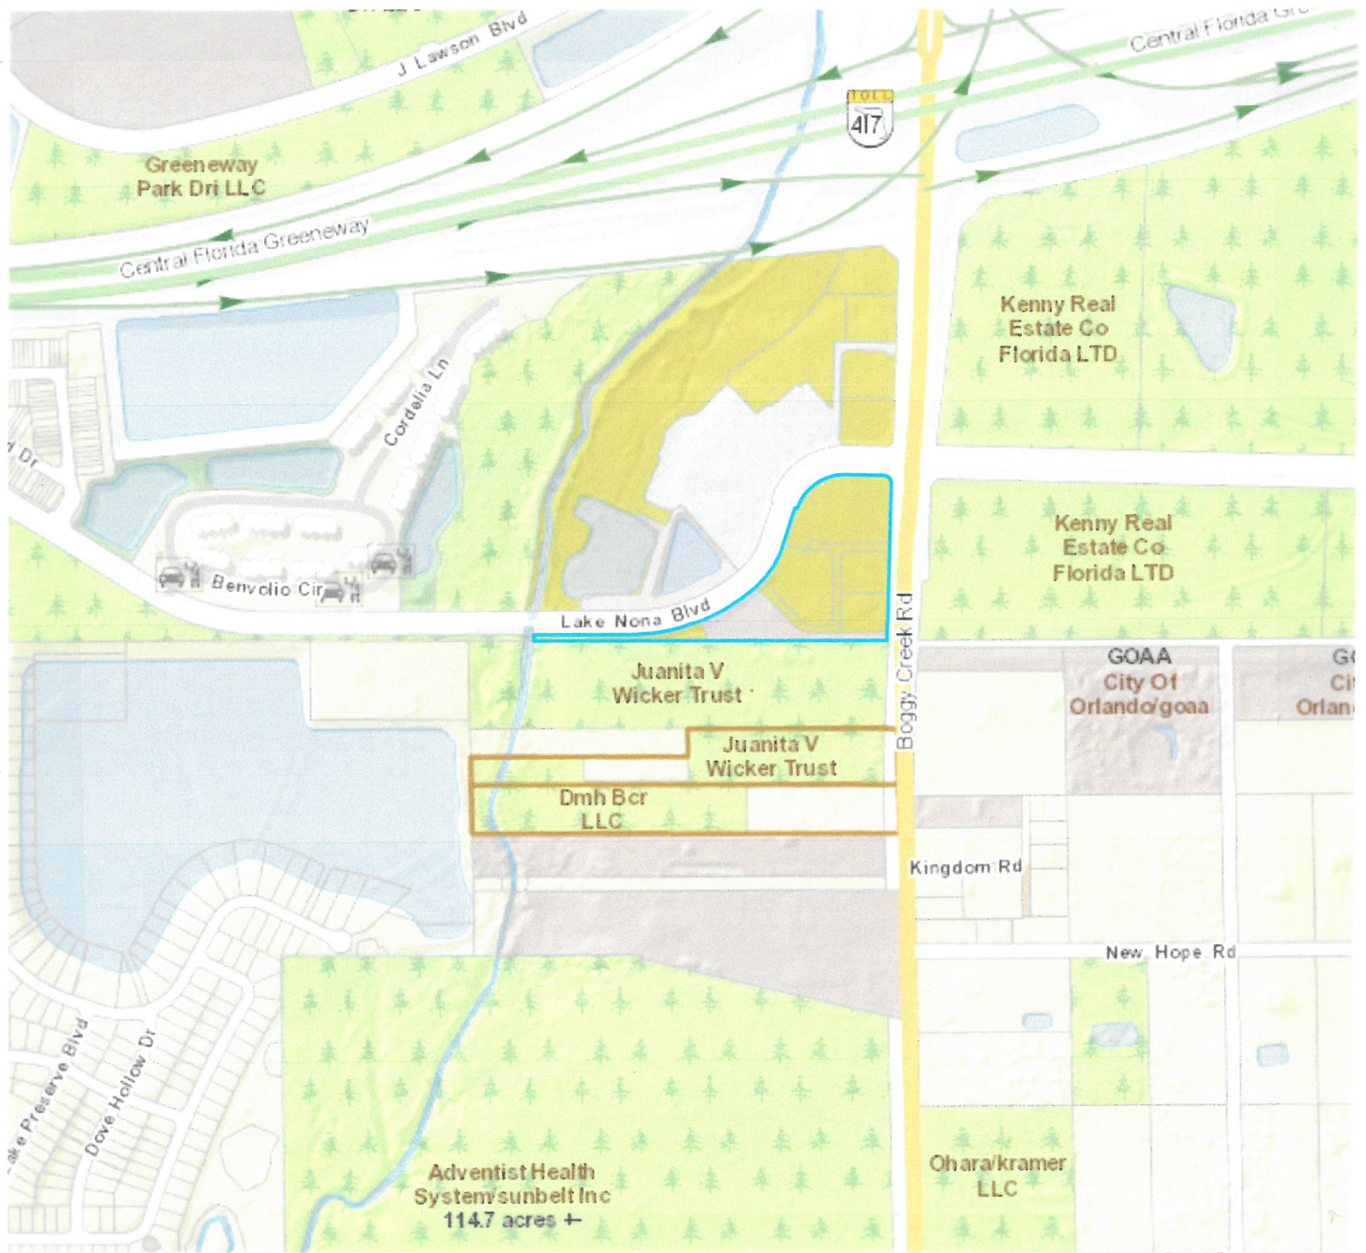 J Lawson Blvd
Central Florida
TOLL
417
Greeneway
Park Dri LLC
Central Florida Greeneway
Kenny Real
Estate Co
Florida LTD
Cordelia Ln
Dr
Kenny Real
Estate Co
Florida LTD
Benvolio Cir
Lake Nona Blvd
Boggy Creek Rd
Juanita V
Wicker Trust
GOAA
City Of
Orlando/goaa
Juanita V
Wicker Trust
Dmh Bcr
LLC
Kingdom Rd
New Hope Rd
ake Preserve Blvd
Dove Hollow Dr
Adventist Health
System/sunbelt Inc
114.7 acres +-
Ohara/kramer
LLC